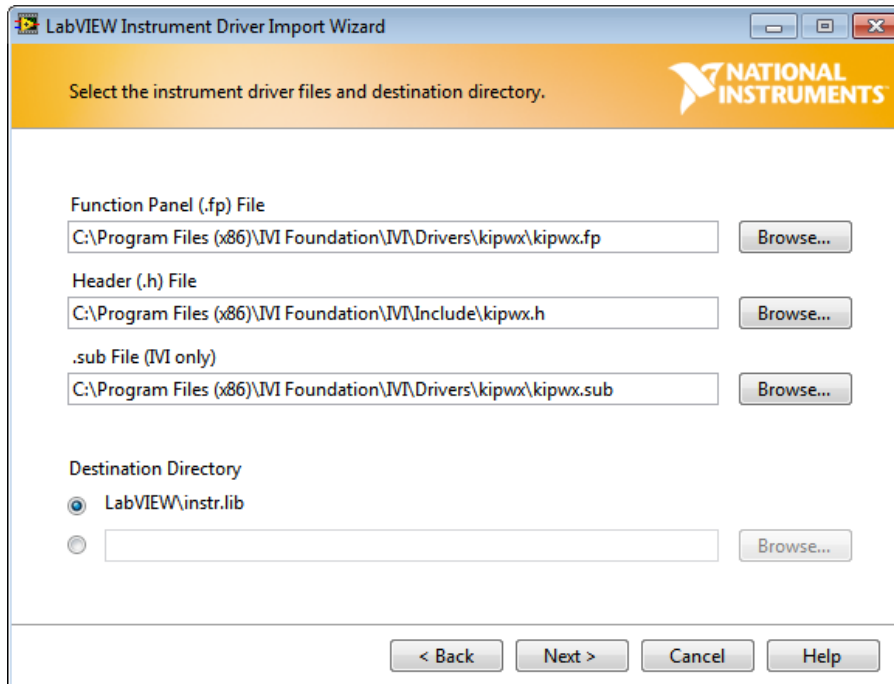 LabVIEW Instrument Driver Import Wizard
Select the instrument driver files and destination directory.
NATIONAL
INSTRUMENTS
Function Panel (.fp) File
C:\Program Files (x86)\IVI Foundation\IVI\Drivers\kipwx\kipwx.fp
Browse...
Header (.h) File
C:\Program Files (x86)\IVI Foundation\IVI\Include\kipwx.h
Browse...
.sub File (IVI only)
C:\Program Files (x86)\IVI Foundation\IVI\Drivers\kipwx\kipwx.sub
Browse...
Destination Directory
LabVIEW\instr.lib
Browse...
< Back
Next >
Cancel
Help